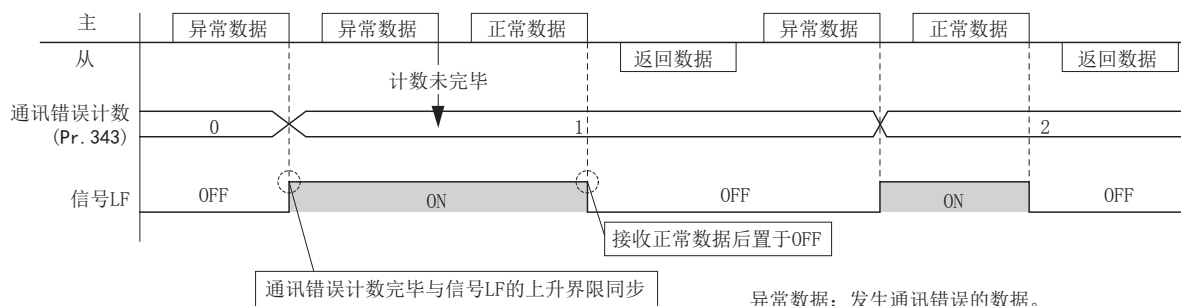 主
异常数据
异常数据
正常数据
异常数据
正常数据
从
返回数据
返回数据
计数未完毕
通讯错误计数
(Pr.343)
0
1
2
信号LF
OFF
ON
OFF
ON
OFF
接收正常数据后置于OFF
通讯错误计数完毕与信号LF的上升界限同步
异常数据：发生通讯错误的数据。